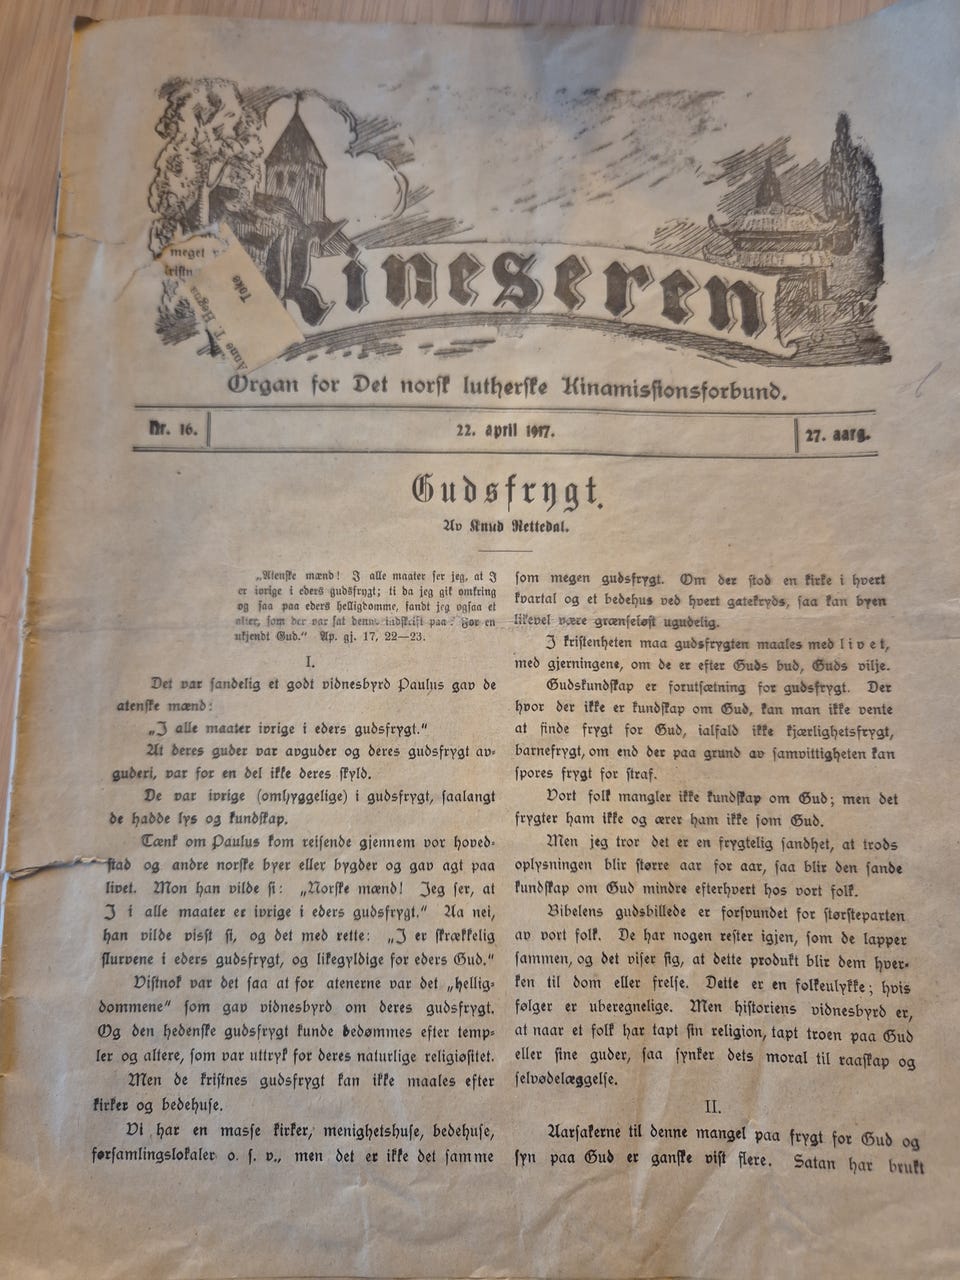 Kineseren
meget
kristn
Anne T. Begna
Toke
Organ for Det norsk lutherske Kinamissionsforbund.
Nr. 16.
22. april 1917.
27. aarg.
Gudsfrygt.
Av Knud Rettedal.
„Atenske mænd! I alle maater ser jeg, at I
er ivrige i eders gudsfrygt; ti da jeg gik omkring
og saa paa eders helligdomme, fandt jeg ogsaa et
alter, som der var sat denne indskrift paa: For en
ukjendt Gud.“ Ap. gj. 17, 22—23.
I.
Det var sandelig et godt vidnesbyrd Paulus gav de
atenske mænd:
„I alle maater ivrige i eders gudsfrygt.“
At deres guder var avguder og deres gudsfrygt av-
guderi, var for en del ikke deres skyld.
De var ivrige (omhyggelige) i gudsfrygt, saalangt
de hadde lys og kundskap.
Tænk om Paulus kom reisende gjennem vor hoved-
stad og andre norske byer eller bygder og gav agt paa
livet. Mon han vilde si: „Norske mænd! Jeg ser, at
I i alle maater er ivrige i eders gudsfrygt.“ Aa nei,
han vilde visst si, og det med rette: „I er skrækkelig
slurvene i eders gudsfrygt, og likegyldige for eders Gud.“
Vistnok var det saa at for atenerne var det „hellig-
dommene“ som gav vidnesbyrd om deres gudsfrygt.
Og den hedenske gudsfrygt kunde bedømmes efter temp-
ler og altere, som var uttryk for deres naturlige religiøsitet.
Men de kristnes gudsfrygt kan ikke maales efter
kirker og bedehuse.
Vi har en masse kirker, menighetshuse, bedehuse,
forsamlingslokaler o. s. v., men det er ikke det samme
som megen gudsfrygt. Om der stod en kirke i hvert
kvartal og et bedehus ved hvert gatekryds, saa kan byen
likevel være grænseløst ugudelig.
I kristenheten maa gudsfrygten maales med livet,
med gjerningene, om de er efter Guds bud, Guds vilje.
Gudskundskap er forutsætning for gudsfrygt. Der
hvor der ikke er kundskap om Gud, kan man ikke vente
at finde frygt for Gud, ialfald ikke kjærlighetsfrygt,
barnefrygt, om end der paa grund av samvittigheten kan
spores frygt for straf.
Vort folk mangler ikke kundskap om Gud; men det
frygter ham ikke og ærer ham ikke som Gud.
Men jeg tror det er en frygtelig sandhet, at trods
oplysningen blir større aar for aar, saa blir den sande
kundskap om Gud mindre efterhvert hos vort folk.
Bibelens gudsbillede er forsvundet for størsteparten
av vort folk. De har nogen rester igjen, som de lapper
sammen, og det viser sig, at dette produkt blir dem hver-
ken til dom eller frelse. Dette er en folkeulykke; hvis
følger er uberegnelige. Men historiens vidnesbyrd er,
at naar et folk har tapt sin religion, tapt troen paa Gud
eller sine guder, saa synker dets moral til raaskap og
selvødelæggelse.
II.
Aarsakerne til denne mangel paa frygt for Gud og
syn paa Gud er ganske vist flere. Satan har brukt